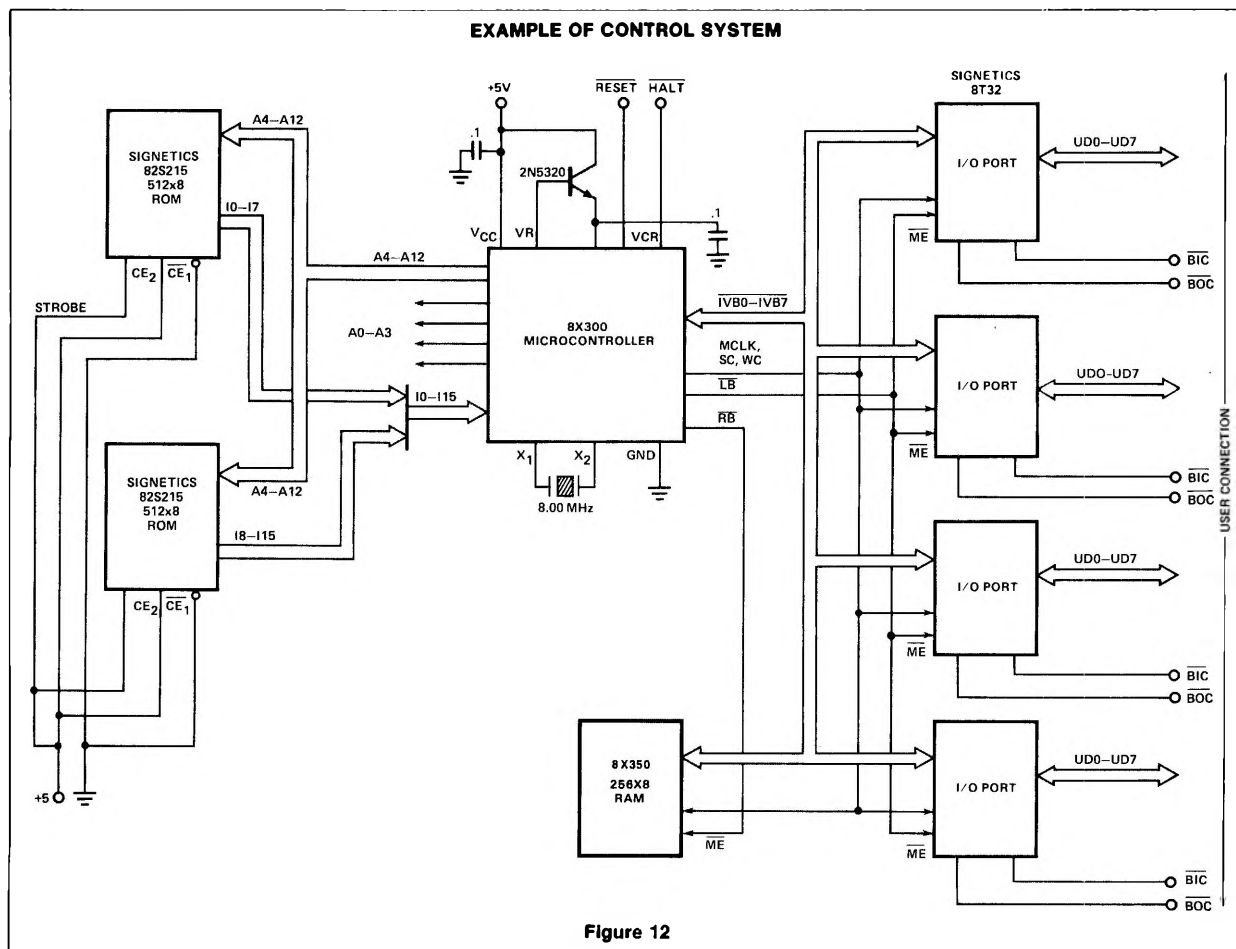 EXAMPLE OF CONTROL SYSTEM
+5V
RESET
HALT
.1
2N5320
.1
VCC
VR
VCR
8X300
MICROCONTROLLER
A4–A12
A0–A3
I0–I15
X1
X2
GND
8.00 MHz
IVB0–IVB7
MCLK,
SC, WC
LB
RB
SIGNETICS
82S215
512x8
ROM
A4–A12
I0–I7
CE2
CE1
STROBE
SIGNETICS
82S215
512x8
ROM
A4–A12
I8–I15
CE2
CE1
+5
8X350
256X8
RAM
ME
SIGNETICS
8T32
I/O PORT
UD0–UD7
ME
BIC
BOC
I/O PORT
UDO–UD7
ME
BIC
BOC
I/O PORT
UD0–UD7
ME
BIC
BOC
I/O PORT
UD0–UD7
ME
BIC
BOC
USER CONNECTION
Figure 12